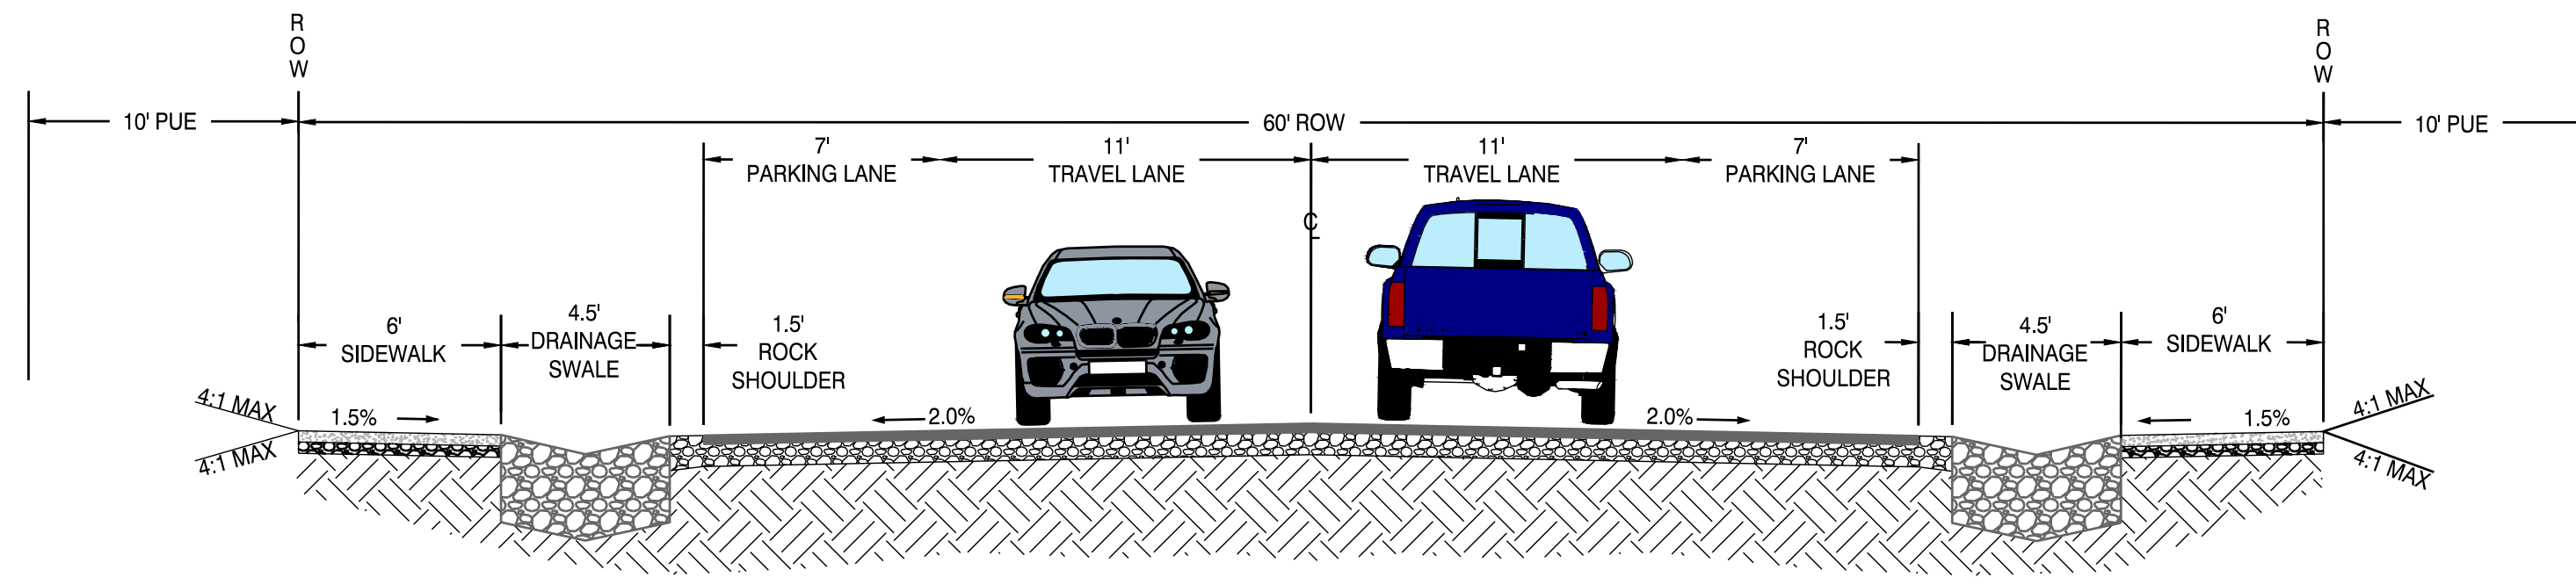 R
O
W
R
O
W
10' PUE
60' ROW
10' PUE
7'
PARKING LANE
11'
TRAVEL LANE
11'
TRAVEL LANE
7'
PARKING LANE
CL
6'
SIDEWALK
4.5'
DRAINAGE
SWALE
1.5'
ROCK
SHOULDER
1.5'
ROCK
SHOULDER
4.5'
DRAINAGE
SWALE
6'
SIDEWALK
4:1 MAX
4:1 MAX
1.5%
2.0%
2.0%
1.5%
4:1 MAX
4:1 MAX